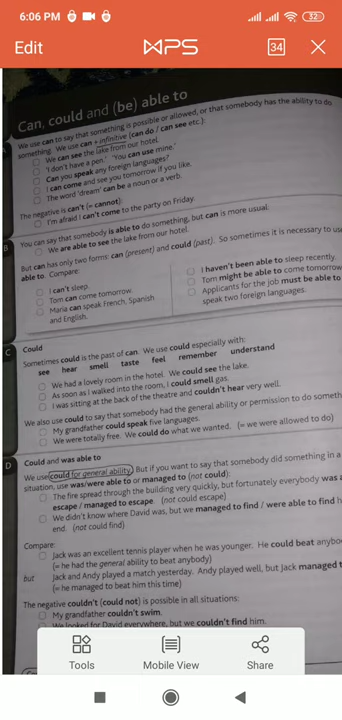 6:06 PM
32
Edit
WPS
34
Can, could and (be) able to
We use can to say that something is possible or allowed, or that somebody has the ability to do
something. We use can + infinitive (can do / can see etc.):
We can see the lake from our hotel.
'I don't have a pen.' 'You can use mine.'
Can you speak any foreign languages?
I can come and see you tomorrow if you like.
The word 'dream' can be a noun or a verb.
The negative is can't (= cannot):
I'm afraid I can't come to the party on Friday.
B
You can say that somebody is able to do something, but can is more usual:
We are able to see the lake from our hotel.
But can has only two forms: can (present) and could (past). So sometimes it is necessary to use
able to. Compare:
I can't sleep.
Tom can come tomorrow.
Maria can speak French, Spanish
and English.
I haven't been able to sleep recently.
Tom might be able to come tomorrow
Applicants for the job must be able to
speak two foreign languages.
C
Could
Sometimes could is the past of can. We use could especially with:
see hear smell taste feel remember understand
We had a lovely room in the hotel. We could see the lake.
As soon as I walked into the room, I could smell gas.
I was sitting at the back of the theatre and couldn't hear very well.
We also use could to say that somebody had the general ability or permission to do someth
My grandfather could speak five languages.
We were totally free. We could do what we wanted. (= we were allowed to do)
D
Could and was able to
We use could for general ability. But if you want to say that somebody did something in a
situation, use was/were able to or managed to (not could):
The fire spread through the building very quickly, but fortunately everybody was a
escape / managed to escape. (not could escape)
We didn't know where David was, but we managed to find / were able to find h
end. (not could find)
Compare:
Jack was an excellent tennis player when he was younger. He could beat anybo
(= he had the general ability to beat anybody)
but Jack and Andy played a match yesterday. Andy played well, but Jack managed t
(= he managed to beat him this time)
The negative couldn't (could not) is possible in all situations:
My grandfather couldn't swim.
We looked for David everywhere, but we couldn't find him.
Tools
Mobile View
Share